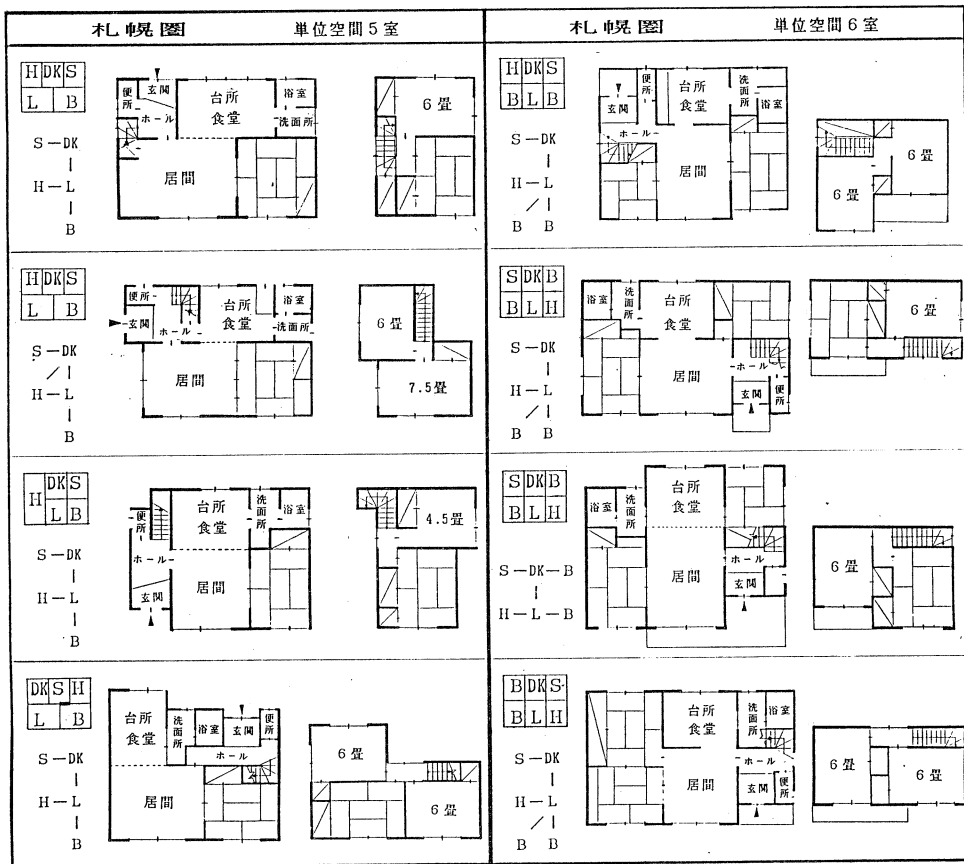 札幌圏 単位空間5室
H DK S
L B
S－DK
H－L
B
便所 玄関 ホール 台所 食堂 浴室 洗面所 居間
6畳
H DK S
L B
S－DK
H－L
B
便所 玄関 ホール 台所 食堂 浴室 洗面所 居間
6畳
7.5畳
H DK S
L B
S－DK
H－L
B
便所 ホール 玄関 台所 食堂 洗面所 浴室 居間
4.5畳
DK S H
L B
S－DK
H－L
B
台所 食堂 洗面所 浴室 玄関 便所 ホール 居間
6畳
6畳
札幌圏 単位空間6室
H DK S
B L B
S－DK
H－L
B B
玄関 便所 ホール 台所 食堂 洗面所 浴室 居間
6畳
6畳
S DK B
B L H
S－DK
H－L
B B
浴室 洗面所 台所 食堂 居間 ホール 玄関 便所
6畳
S DK B
B L H
S－DK－B
H－L－B
浴室 洗面所 台所 食堂 居間 ホール 玄関
6畳
B DK S
B L H
S－DK
H－L
B B
台所 食堂 洗面所 浴室 居間 ホール 玄関 便所
6畳
6畳